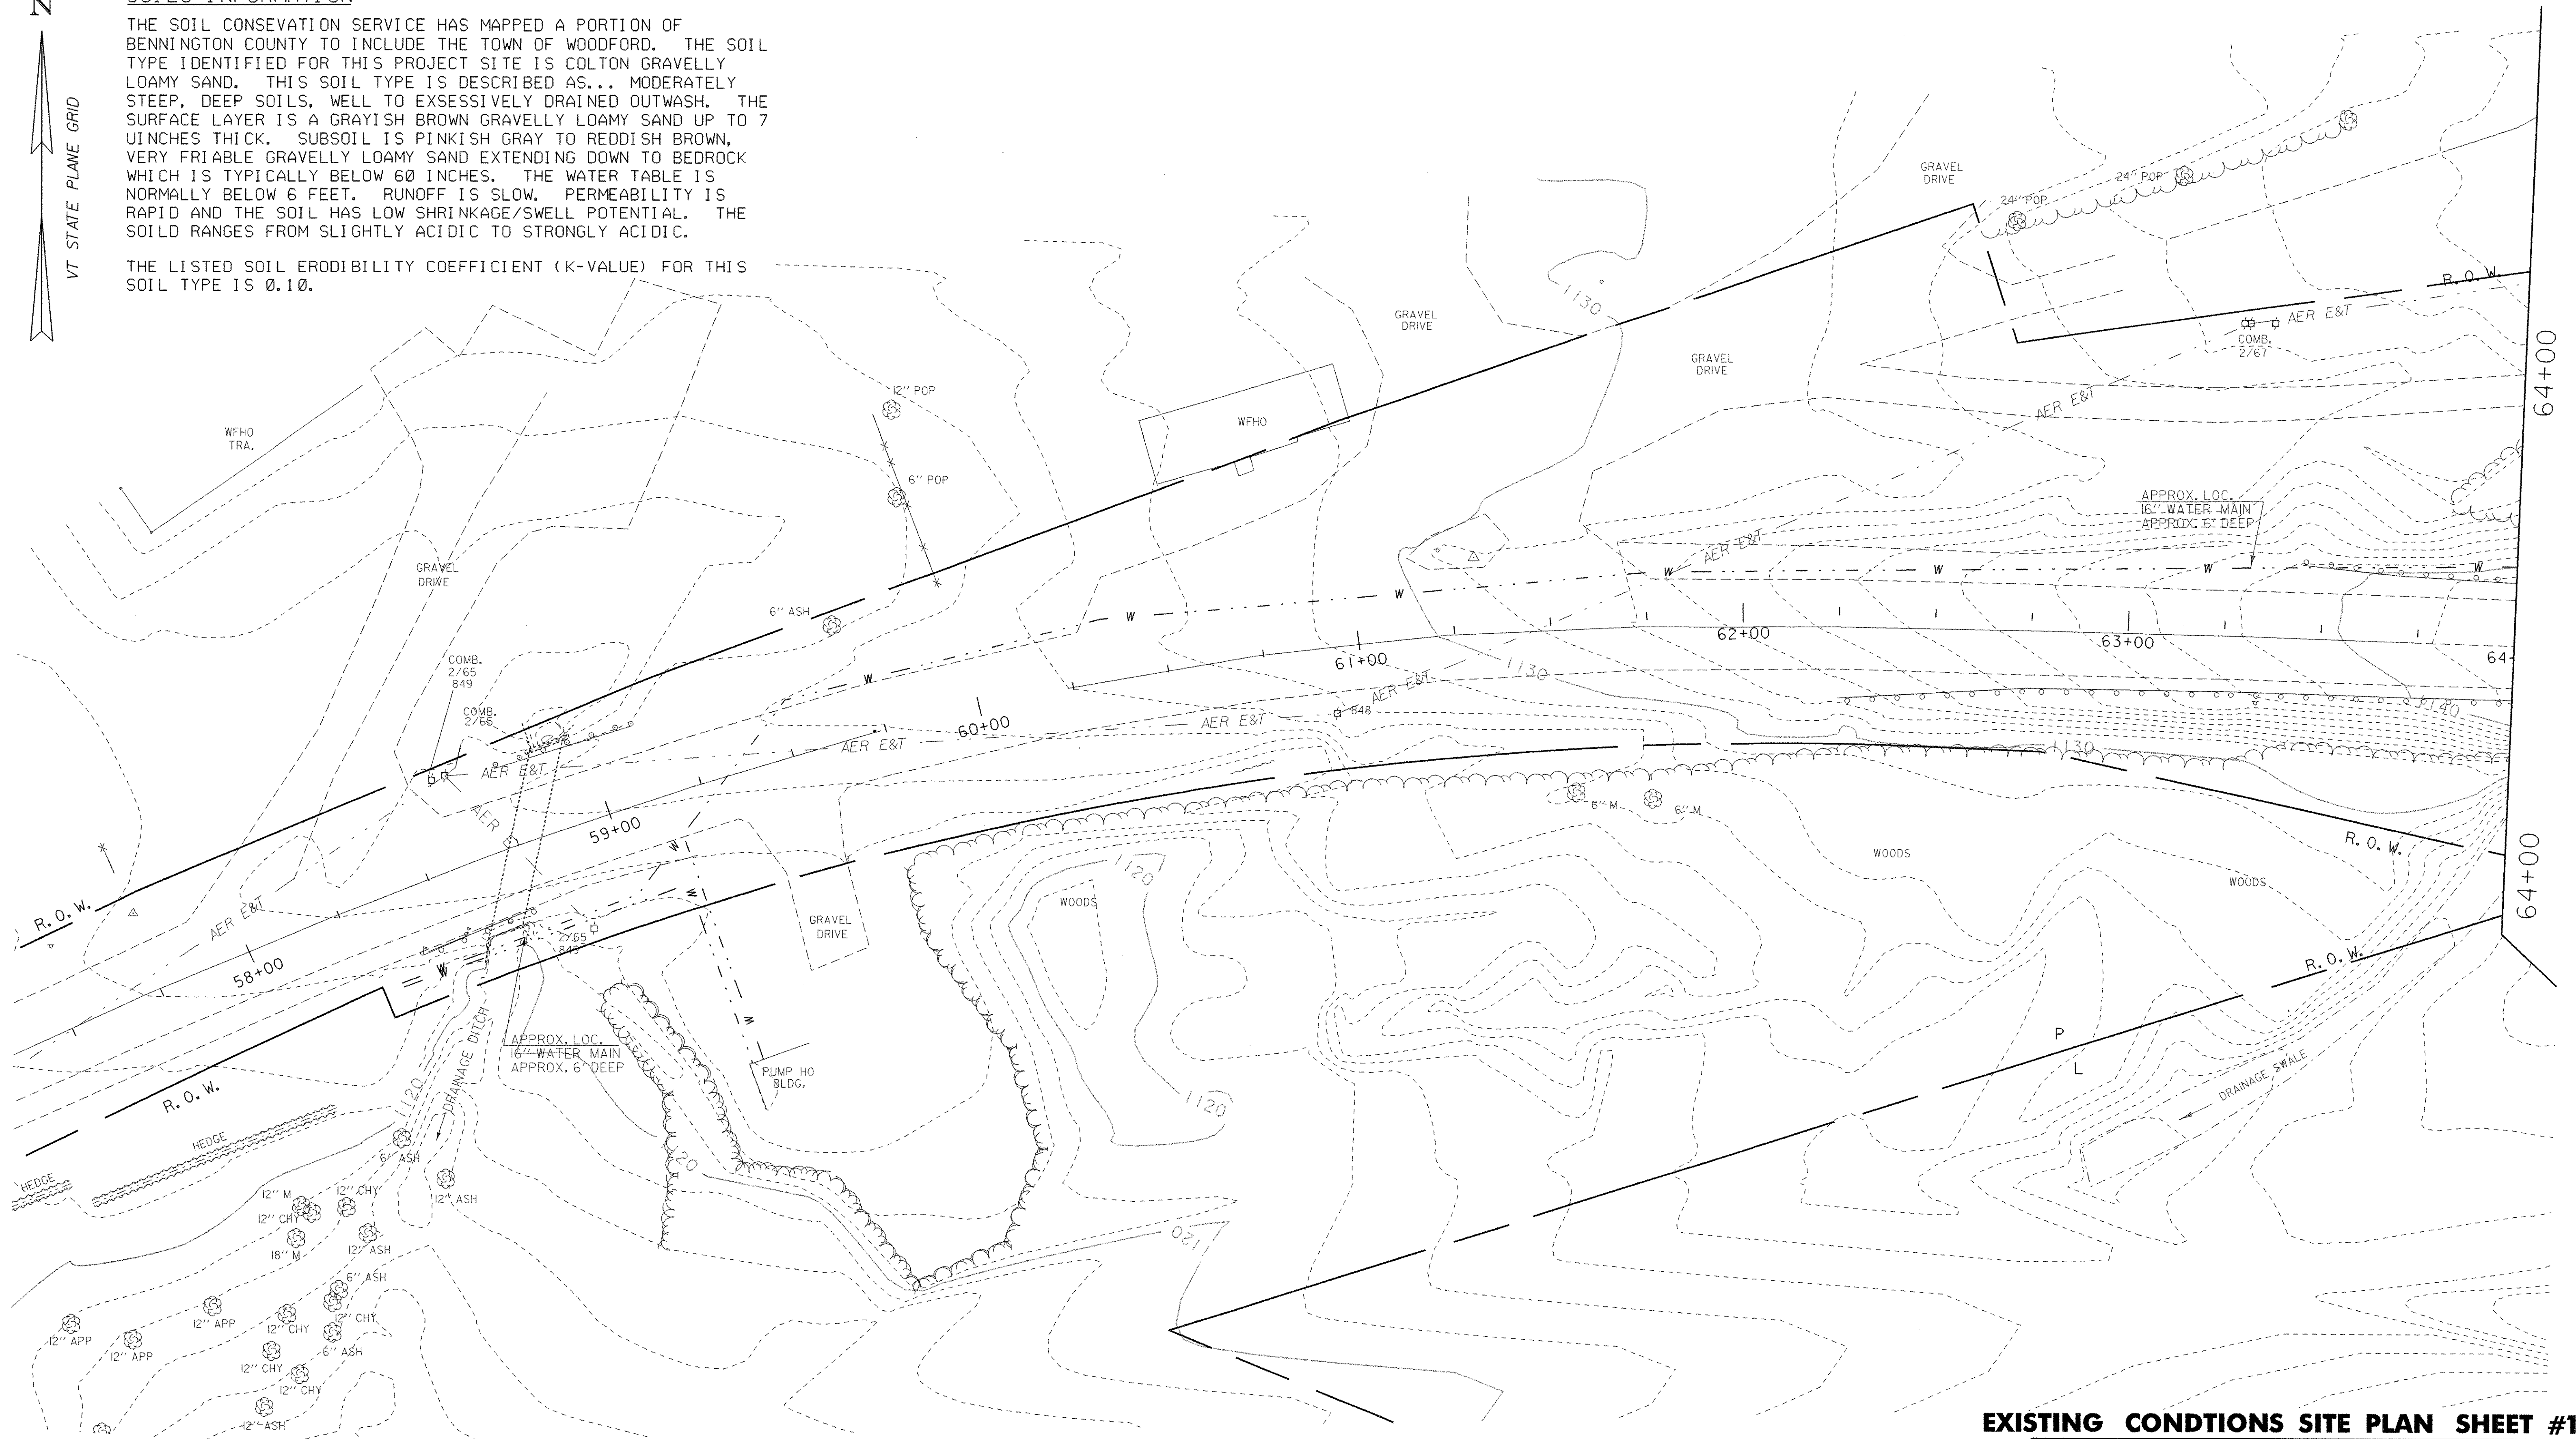 N
VT STATE PLANE GRID
SOILS INFORMATION
THE SOIL CONSEVATION SERVICE HAS MAPPED A PORTION OF
BENNINGTON COUNTY TO INCLUDE THE TOWN OF WOODFORD. THE SOIL
TYPE IDENTIFIED FOR THIS PROJECT SITE IS COLTON GRAVELLY
LOAMY SAND. THIS SOIL TYPE IS DESCRIBED AS... MODERATELY
STEEP, DEEP SOILS, WELL TO EXSESSIVELY DRAINED OUTWASH. THE
SURFACE LAYER IS A GRAYISH BROWN GRAVELLY LOAMY SAND UP TO 7
UINCHES THICK. SUBSOIL IS PINKISH GRAY TO REDDISH BROWN,
VERY FRIABLE GRAVELLY LOAMY SAND EXTENDING DOWN TO BEDROCK
WHICH IS TYPICALLY BELOW 60 INCHES. THE WATER TABLE IS
NORMALLY BELOW 6 FEET. RUNOFF IS SLOW. PERMEABILITY IS
RAPID AND THE SOIL HAS LOW SHRINKAGE/SWELL POTENTIAL. THE
SOILD RANGES FROM SLIGHTLY ACIDIC TO STRONGLY ACIDIC.
THE LISTED SOIL ERODIBILITY COEFFICIENT (K-VALUE) FOR THIS
SOIL TYPE IS 0.10.
GRAVEL
DRIVE
24" POP
24" POP
R. O. W.
AER E&T
COMB.
2/67
64+00
1130
GRAVEL
DRIVE
GRAVEL
DRIVE
AER E&T
12" POP
WFHO
WFHO
TRA.
6" POP
APPROX. LOC.
16" WATER MAIN
APPROX. 6' DEEP
AER E&T
GRAVEL
DRIVE
W
W
W
W
W
W
6" ASH
62+00
63+00
64
61+00
1130
COMB.
2/65
849
W
AER E&T
848
COMB.
2/66
60+00
AER E&T
AER E&T
1120
1130
AER E&T
AER
59+00
6" M
6" M
R. O. W.
W
WOODS
WOODS
1120
WOODS
64+00
W
R. O. W.
AER E&T
GRAVEL
DRIVE
2/65
849
58+00
W
R. O. W.
W
P
L
DRAINAGE DITCH
APPROX. LOC.
16" WATER MAIN
APPROX. 6' DEEP
PUMP HO
BLDG.
DRAINAGE SWALE
R. O. W.
1120
1120
HEDGE
HEDGE
6" ASH
20
12" ASH
12" M
12" CHY
12" CHY
18" M
12" ASH
120
6" ASH
12" APP
12" CHY
12" CHY
12" APP
12" APP
6" ASH
12" CHY
12" CHY
12" ASH
EXISTING CONDTIONS SITE PLAN SHEET #1